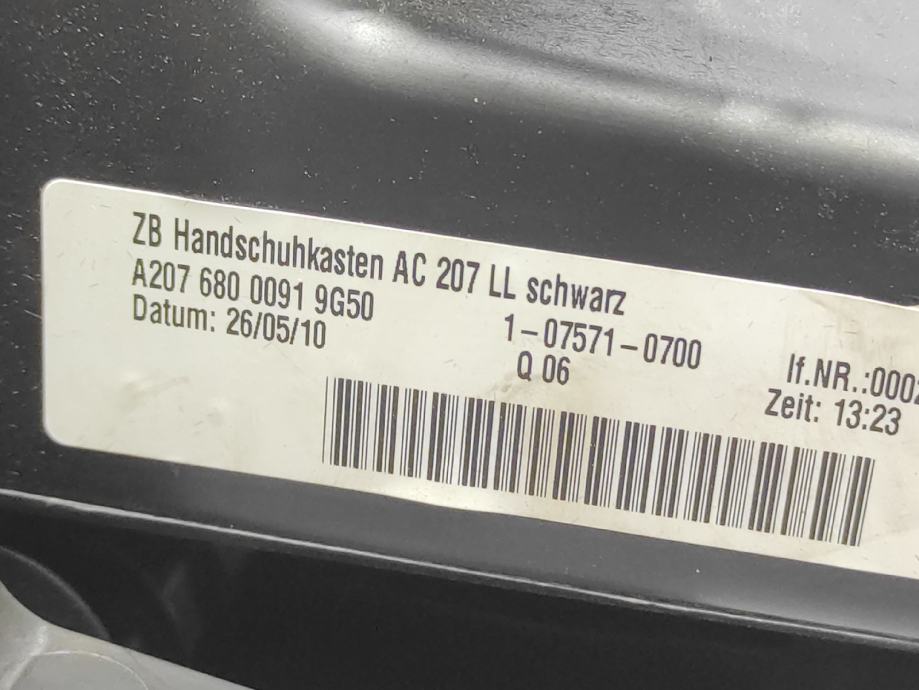 ZB Handschuhkasten AC 207 LL schwarz
A207 680 0091 9G50
1-07571-0700
lf.NR.:0002
Datum: 26/05/10
Q 06
Zeit: 13:23